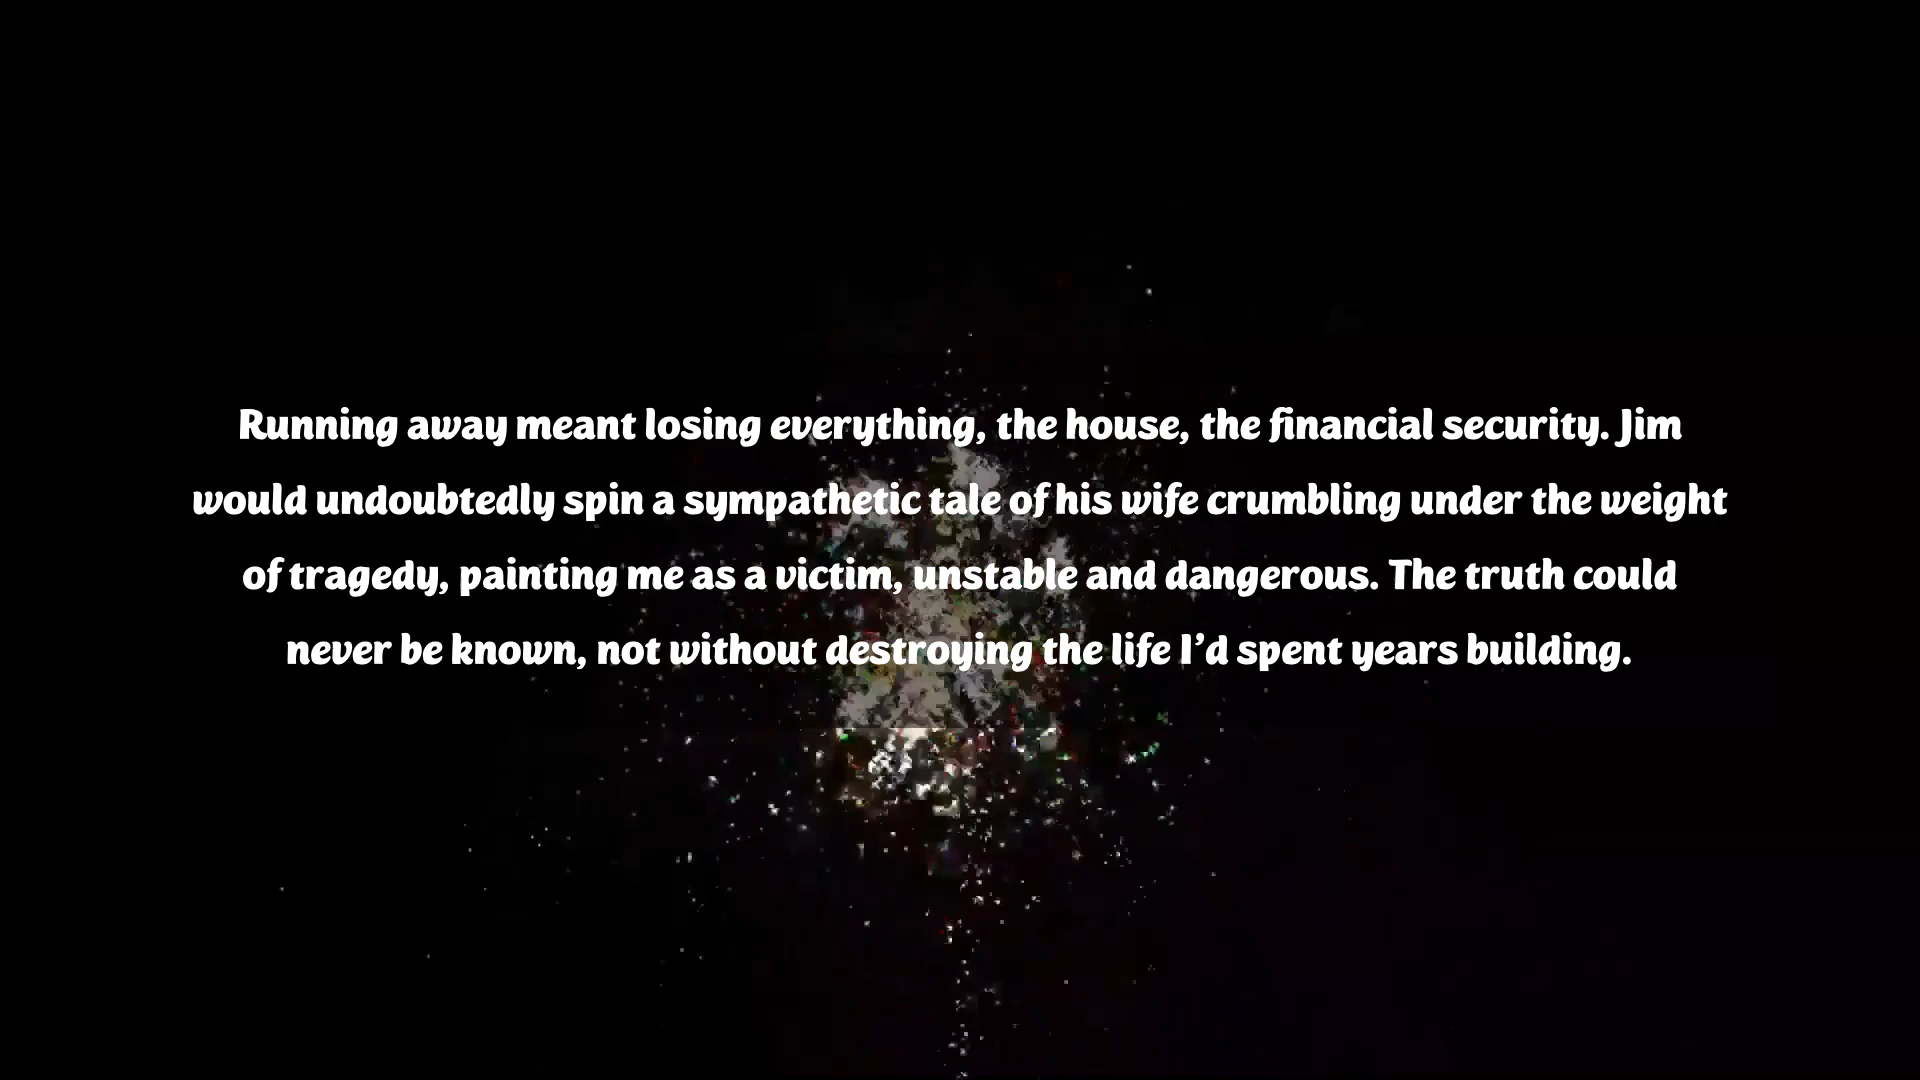 Running away meant losing everything, the house, the financial security. Jim
would undoubtedly spin a sympathetic tale of his wife crumbling under the weight
of tragedy, painting me as a victim, unstable and dangerous. The truth could
never be known, not without destroying the life I’d spent years building.